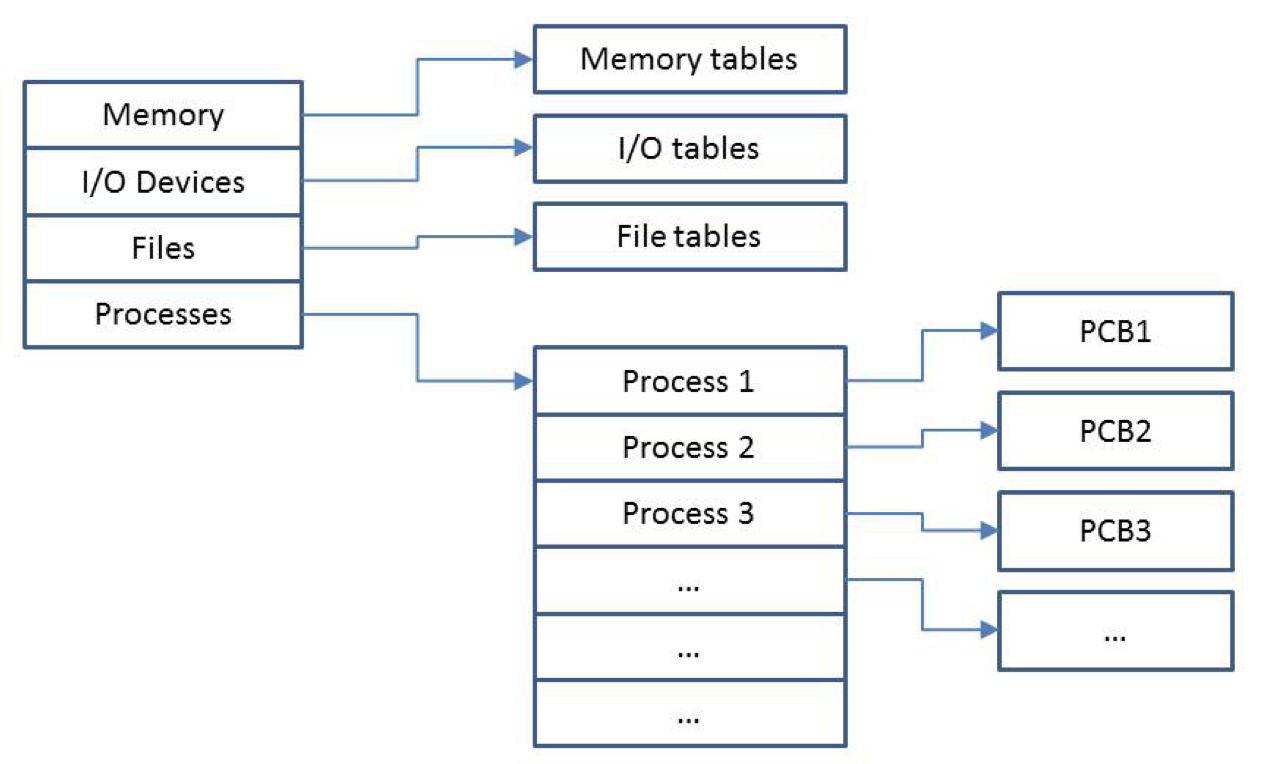 Memory
I/O Devices
Files
Processes
Memory tables
I/O tables
File tables
Process 1
Process 2
Process 3
...
...
...
PCB1
PCB2
PCB3
...